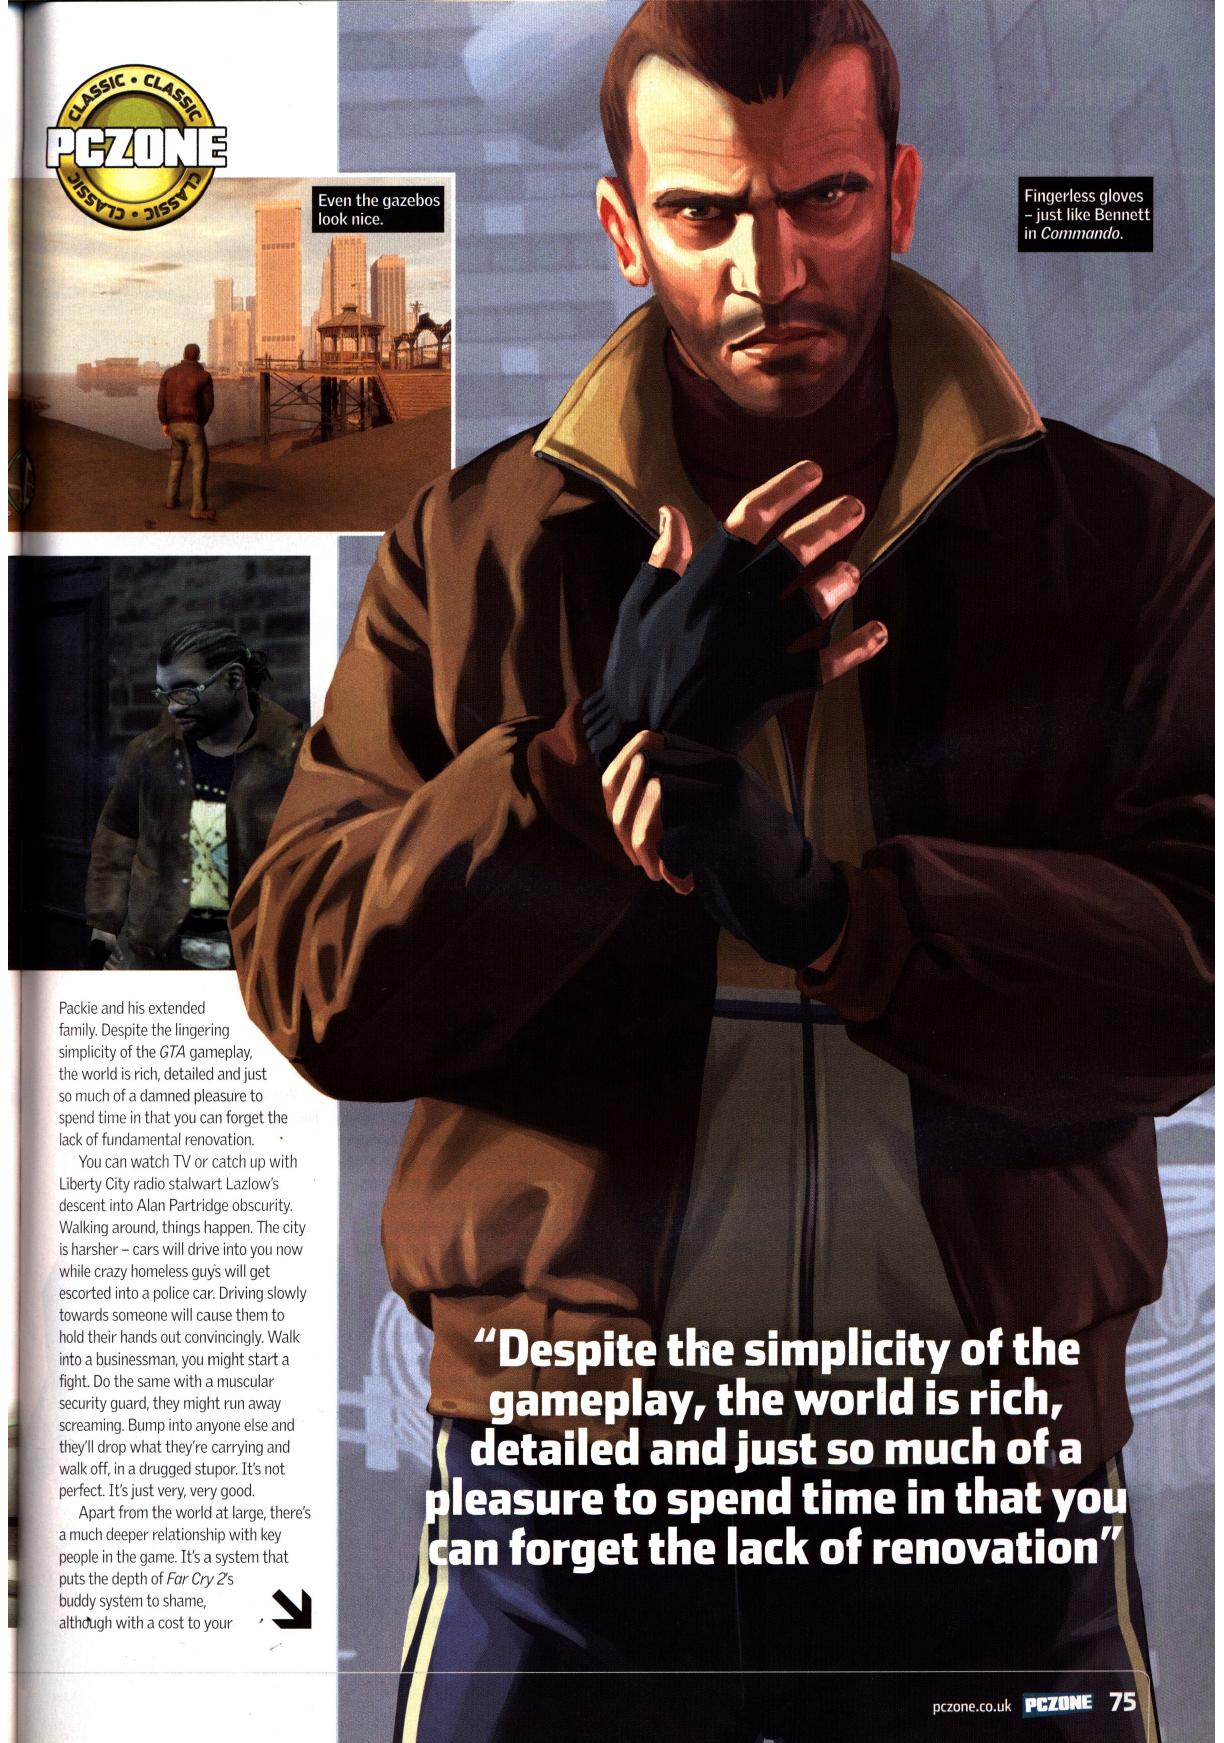 CLASSIC • CLASSIC
PCZONE
CLASSIC • CLASSIC
Even the gazebos
look nice.
Fingerless gloves
– just like Bennett
in Commando.
Packie and his extended
family. Despite the lingering
simplicity of the GTA gameplay,
the world is rich, detailed and just
so much of a damned pleasure to
spend time in that you can forget the
lack of fundamental renovation.
You can watch TV or catch up with
Liberty City radio stalwart Lazlow's
descent into Alan Partridge obscurity.
Walking around, things happen. The city
is harsher – cars will drive into you now
while crazy homeless guys will get
escorted into a police car. Driving slowly
towards someone will cause them to
hold their hands out convincingly. Walk
into a businessman, you might start a
fight. Do the same with a muscular
security guard, they might run away
screaming. Bump into anyone else and
they'll drop what they're carrying and
walk off, in a drugged stupor. It's not
perfect. It's just very, very good.
Apart from the world at large, there's
a much deeper relationship with key
people in the game. It's a system that
puts the depth of Far Cry 2's
buddy system to shame,
although with a cost to your
“Despite the simplicity of the
gameplay, the world is rich,
detailed and just so much of a
pleasure to spend time in that you
can forget the lack of renovation”
pczone.co.uk PCZONE 75